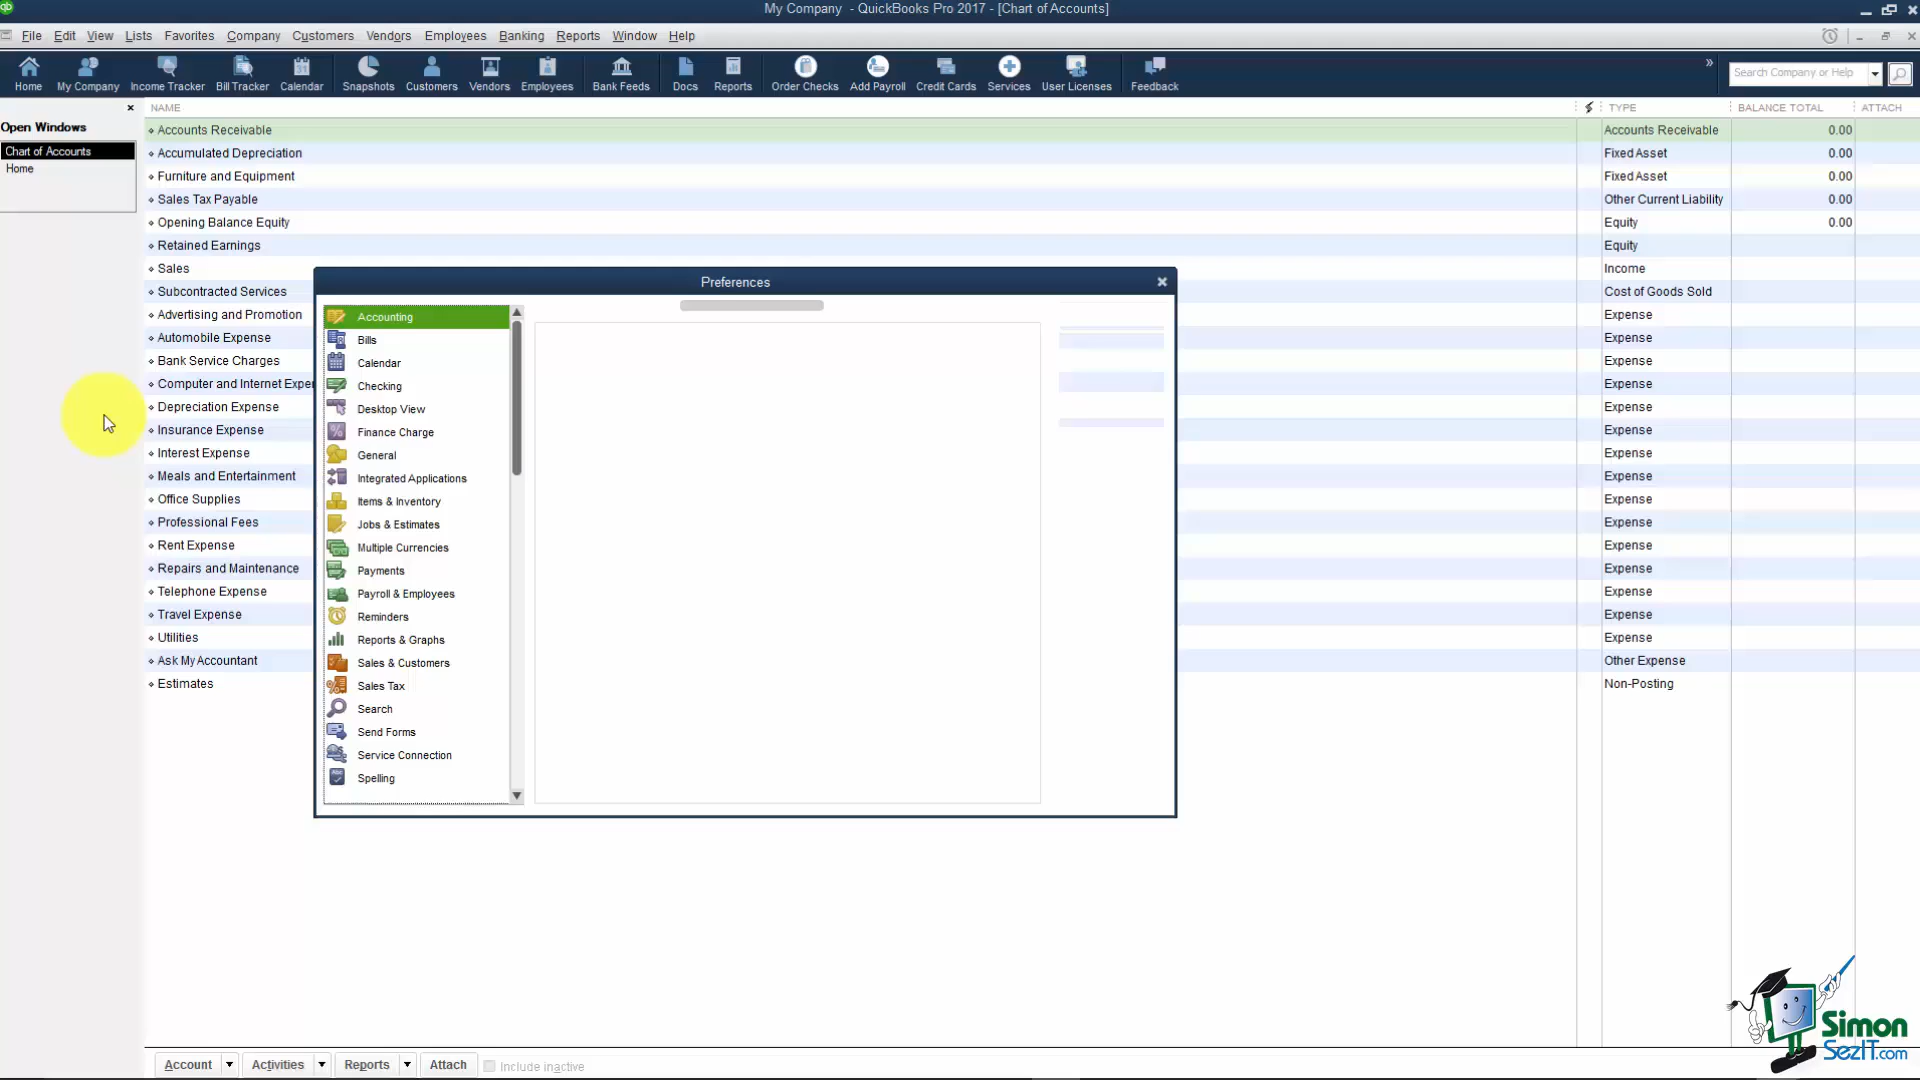 qb
My Company - QuickBooks Pro 2017 - [Chart of Accounts]
File Edit View Lists Favorites Company Customers Vendors Employees Banking Reports Window Help
Home My Company Income Tracker Bill Tracker Calendar Snapshots Customers Vendors Employees Bank Feeds Docs Reports Order Checks Add Payroll Credit Cards Services User Licenses Feedback » Search Company or Help
Open Windows
Chart of Accounts
Home
NAME TYPE BALANCE TOTAL ATTACH
Accounts Receivable Accounts Receivable 0.00
Accumulated Depreciation Fixed Asset 0.00
Furniture and Equipment Fixed Asset 0.00
Sales Tax Payable Other Current Liability 0.00
Opening Balance Equity Equity 0.00
Retained Earnings Equity
Sales Income
Subcontracted Services Cost of Goods Sold
Advertising and Promotion Expense
Automobile Expense Expense
Bank Service Charges Expense
Computer and Internet Expen Expense
Depreciation Expense Expense
Insurance Expense Expense
Interest Expense Expense
Meals and Entertainment Expense
Office Supplies Expense
Professional Fees Expense
Rent Expense Expense
Repairs and Maintenance Expense
Telephone Expense Expense
Travel Expense Expense
Utilities Expense
Ask My Accountant Other Expense
Estimates Non-Posting
Preferences
Accounting
Bills
Calendar
Checking
Desktop View
Finance Charge
General
Integrated Applications
Items & Inventory
Jobs & Estimates
Multiple Currencies
Payments
Payroll & Employees
Reminders
Reports & Graphs
Sales & Customers
Sales Tax
Search
Send Forms
Service Connection
Spelling
Account Activities Reports Attach Include inactive
Simon
SezIT.com